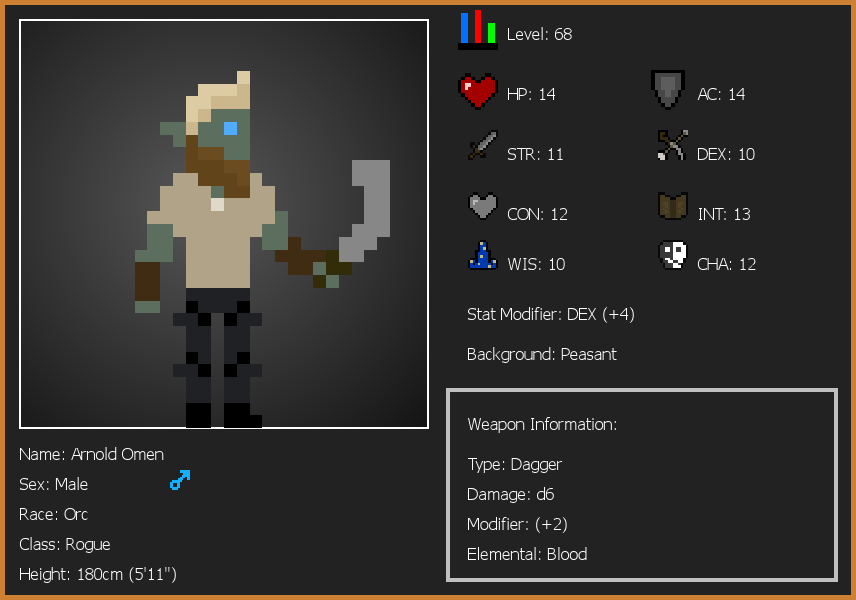 Level: 68
HP: 14
AC: 14
STR: 11
DEX: 10
CON: 12
INT: 13
WIS: 10
CHA: 12
Stat Modifier: DEX (+4)
Background: Peasant
Weapon Information:
Type: Dagger
Damage: d6
Modifier: (+2)
Elemental: Blood
Name: Arnold Omen
Sex: Male
Race: Orc
Class: Rogue
Height: 180cm (5'11")